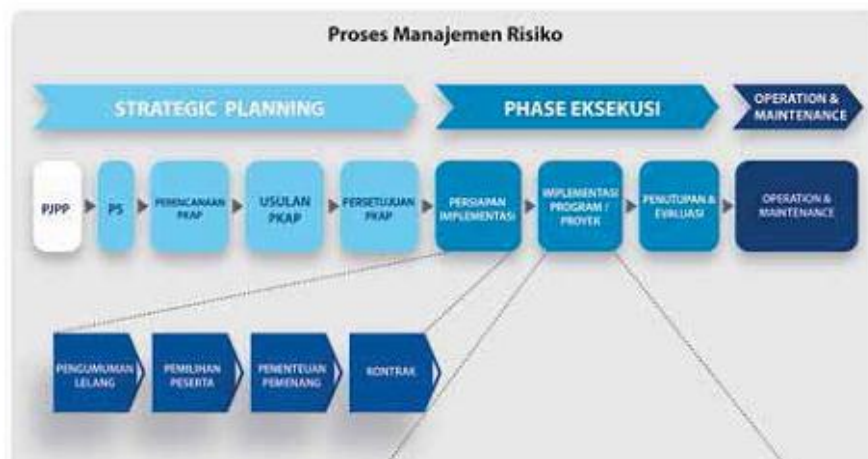 Proses Manajemen Risiko
STRATEGIC PLANNING
PHASE EKSEKUSI
OPERATION &
MAINTENANCE
PJPP
PS
PERENCANAAN
PKAP
USULAN
PKAP
PERSETUJUAN
PKAP
PERSIAPAN
IMPLEMENTASI
IMPLEMENTASI
PROGRAM /
PROYEK
PENUTUPAN &
EVALUASI
OPERATION &
MAINTENANCE
PENGUMUMAN
LELANG
PEMILIHAN
PESERTA
PENENTEUAN
PEMENANG
KONTRAK